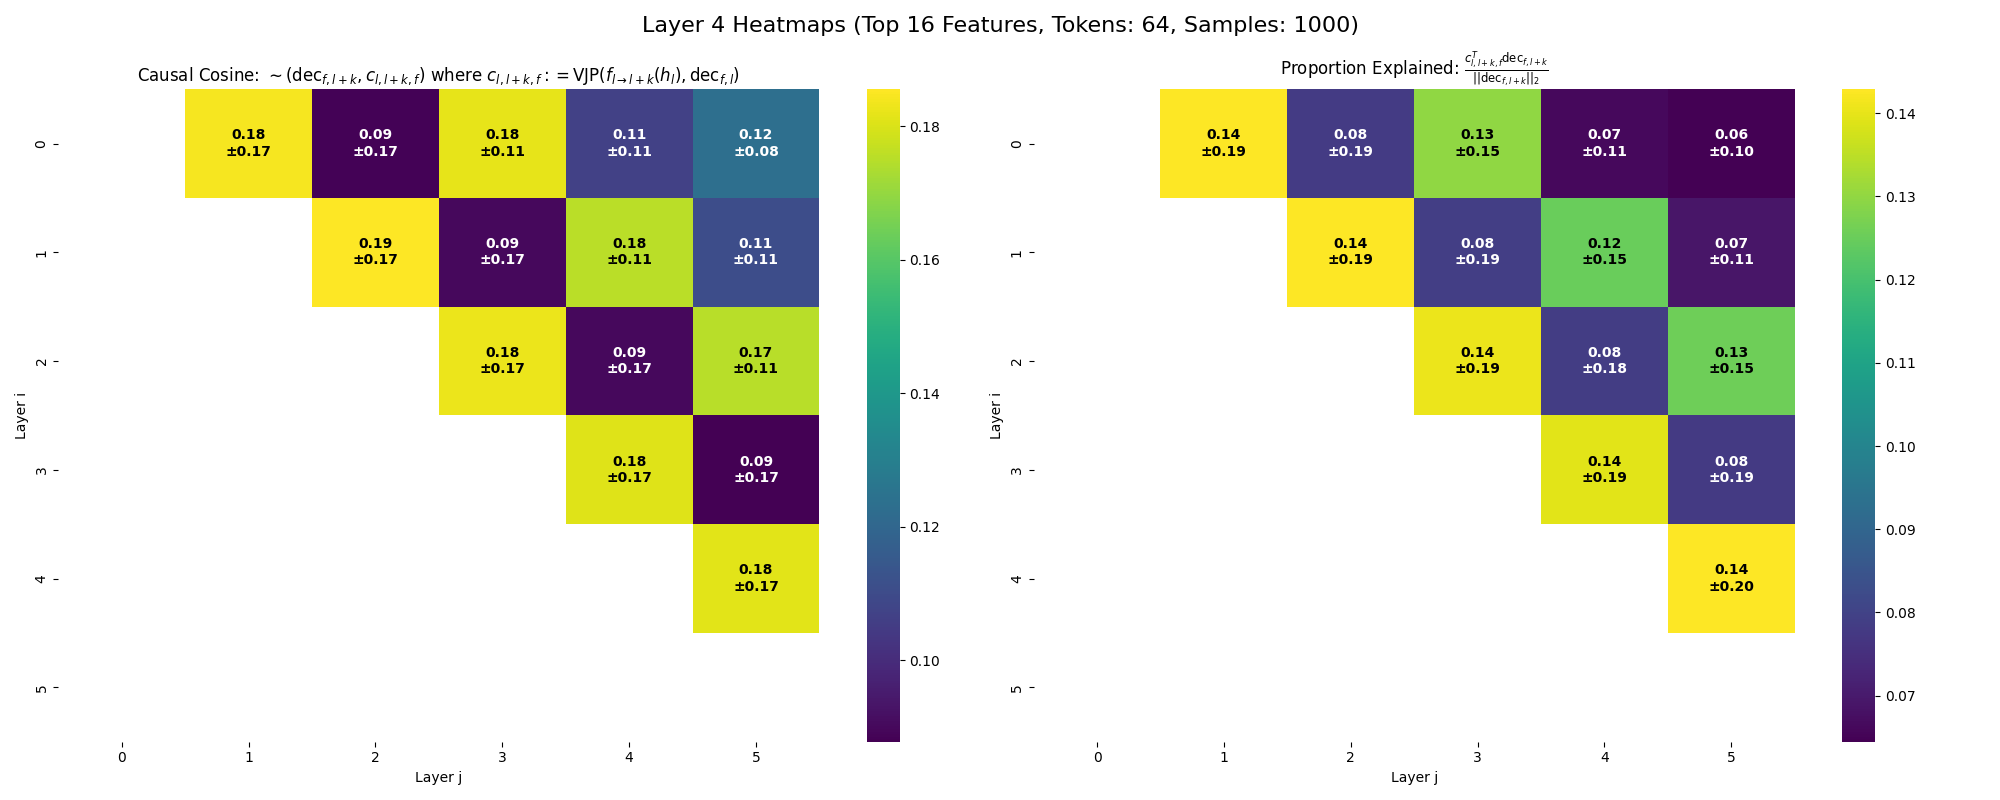 Layer 4 Heatmaps (Top 16 Features, Tokens: 64, Samples: 1000)
Causal Cosine: ∼(dec_{f,l+k}, c_{l,l+k,f}) where c_{l,l+k,f} := VJP(f_{l→l+k}(h_l), dec_{f,l})
0.18 0.09 0.18 0.11 0.12
±0.17 ±0.17 ±0.11 ±0.11 ±0.08
0.19 0.09 0.18 0.11
±0.17 ±0.17 ±0.11 ±0.11
0.18 0.09 0.17
±0.17 ±0.17 ±0.11
0.18 0.09
±0.17 ±0.17
0.18
±0.17
0
1
2
3
4
5
Layer i
0 1 2 3 4 5
Layer j
0.18
0.16
0.14
0.12
0.10
Proportion Explained: \frac{c^T_{l,l+k,f} dec_{f,l+k}}{||dec_{f,l+k}||_2}
0.14 0.08 0.13 0.07 0.06
±0.19 ±0.19 ±0.15 ±0.11 ±0.10
0.14 0.08 0.12 0.07
±0.19 ±0.19 ±0.15 ±0.11
0.14 0.08 0.13
±0.19 ±0.18 ±0.15
0.14 0.08
±0.19 ±0.19
0.14
±0.20
0
1
2
3
4
5
Layer i
0 1 2 3 4 5
Layer j
0.14
0.13
0.12
0.11
0.10
0.09
0.08
0.07